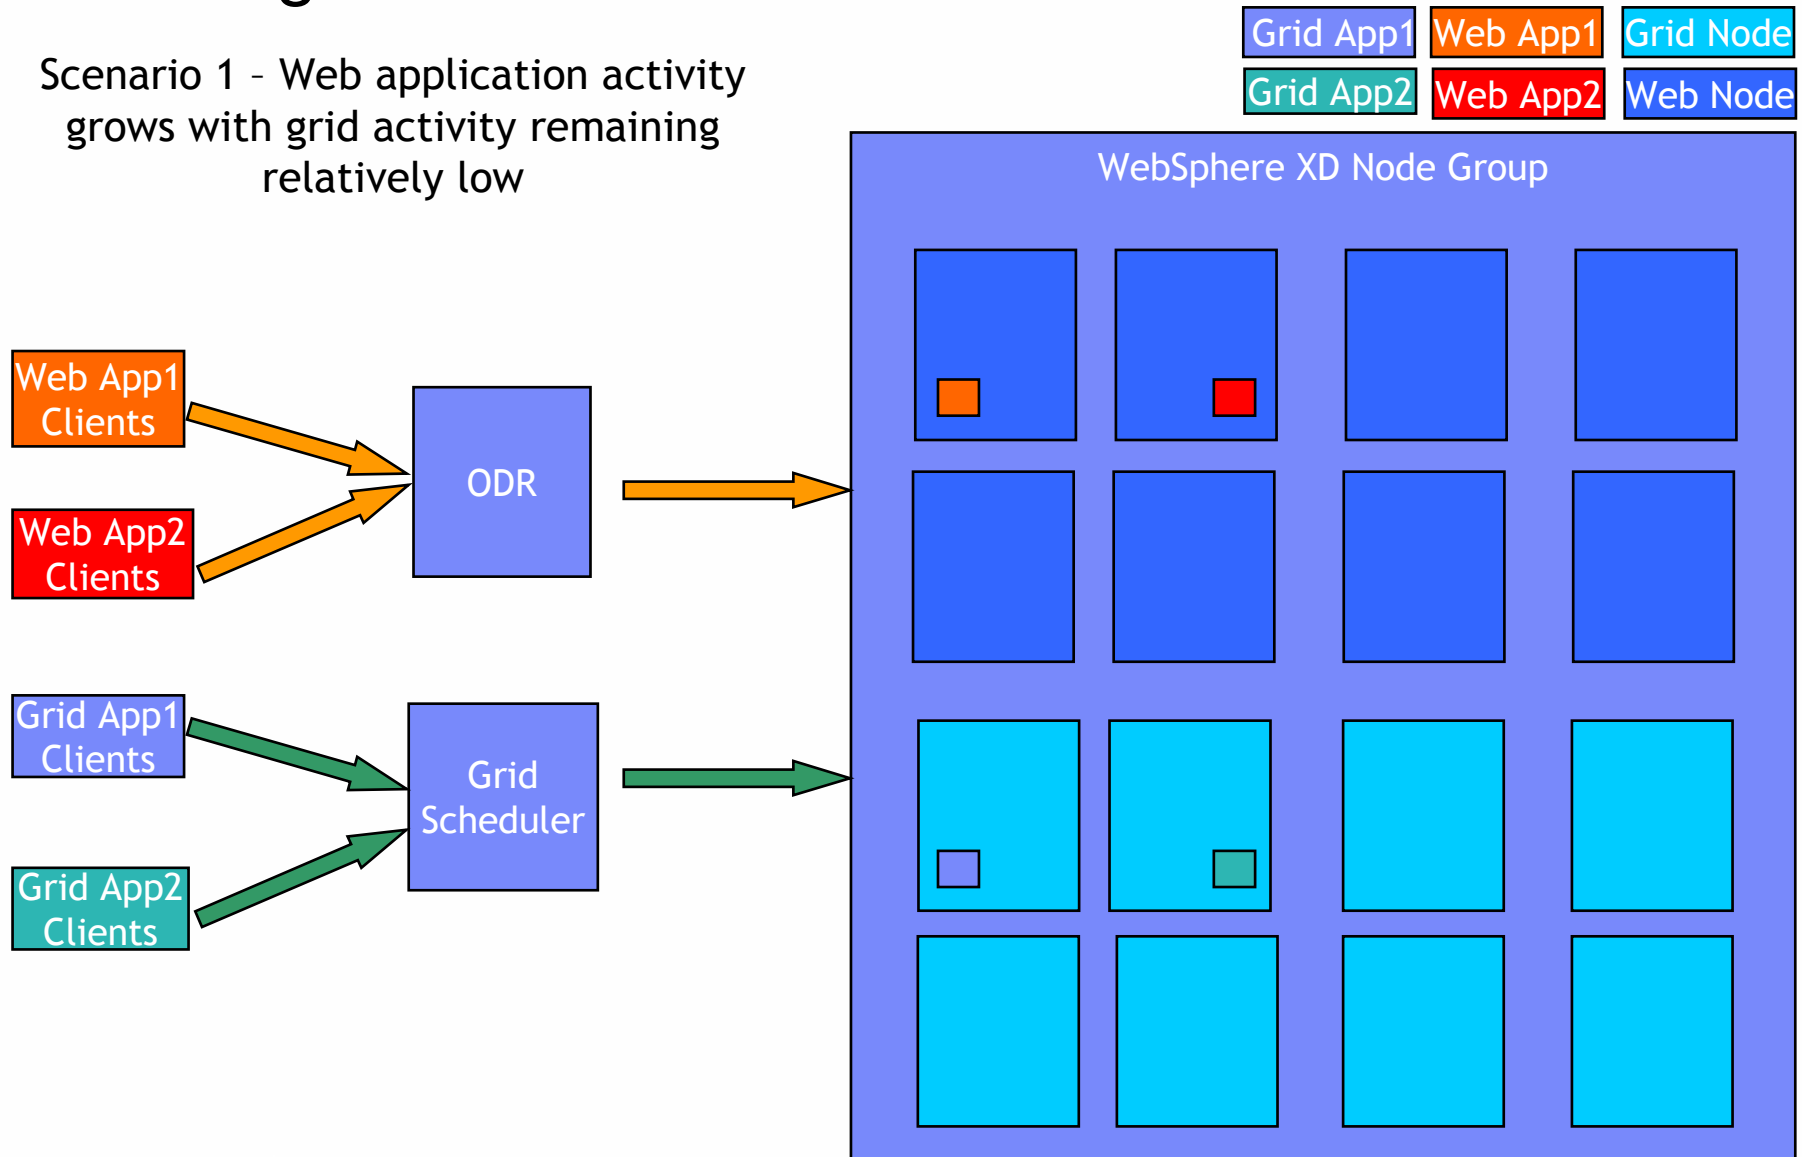 Scenario 1 – Web application activity
grows with grid activity remaining
relatively low
Grid App1
Web App1
Grid Node
Grid App2
Web App2
Web Node
WebSphere XD Node Group
Web App1
Clients
ODR
Web App2
Clients
Grid App1
Clients
Grid
Scheduler
Grid App2
Clients